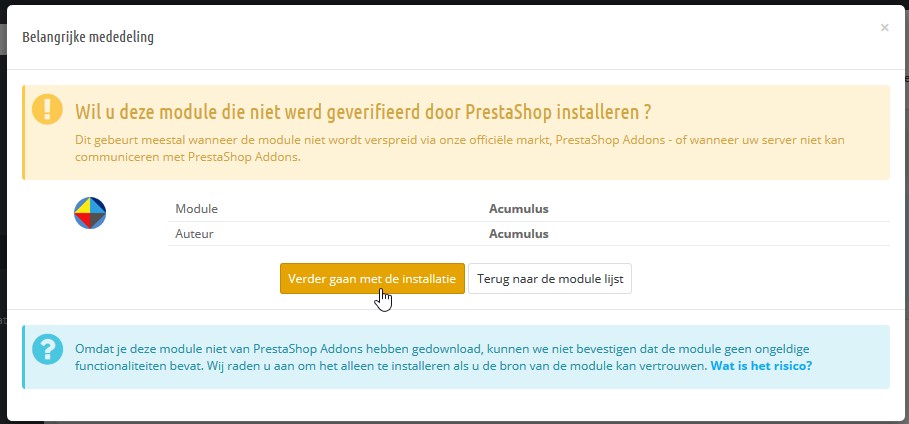 Belangrijke mededeling
×
Wil u deze module die niet werd geverifieerd door PrestaShop installeren ?
Dit gebeurt meestal wanneer de module niet wordt verspreid via onze officiële markt, PrestaShop Addons - of wanneer uw server niet kan
communiceren met PrestaShop Addons.
Module Acumulus
Auteur Acumulus
Verder gaan met de installatie Terug naar de module lijst
Omdat je deze module niet van PrestaShop Addons hebben gedownload, kunnen we niet bevestigen dat de module geen ongeldige
functionaliteiten bevat. Wij raden u aan om het alleen te installeren als u de bron van de module kan vertrouwen. Wat is het risico?